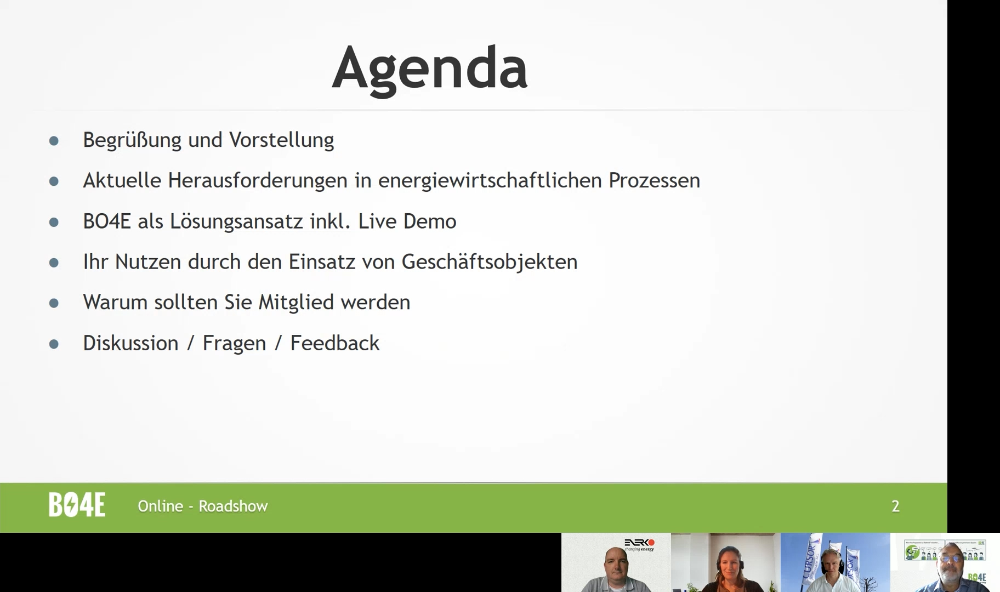 Agenda
Begrüßung und Vorstellung
Aktuelle Herausforderungen in energiewirtschaftlichen Prozessen
BO4E als Lösungsansatz inkl. Live Demo
Ihr Nutzen durch den Einsatz von Geschäftsobjekten
Warum sollten Sie Mitglied werden
Diskussion / Fragen / Feedback
BO4E
Online - Roadshow
2
ENERKO
changing energy
CURSOR
CURSOR
BO4E